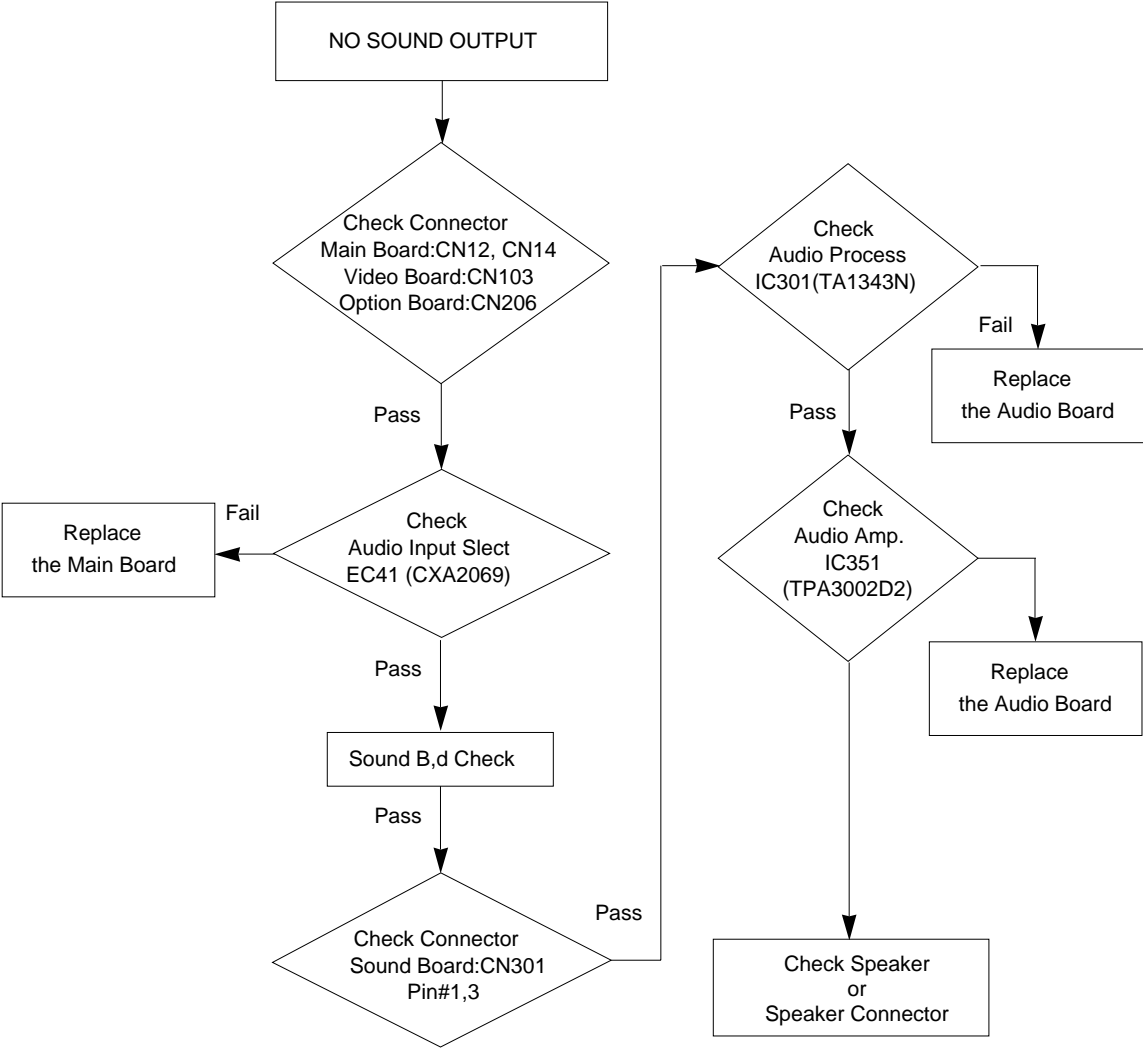 NO SOUND OUTPUT
Check Connector
Main Board:CN12, CN14
Video Board:CN103
Option Board:CN206
Pass
Fail
Check
Audio Input Slect
EC41 (CXA2069)
Replace
the Main Board
Pass
Sound B,d Check
Pass
Check Connector
Sound Board:CN301
Pin#1,3
Pass
Check
Audio Process
IC301(TA1343N)
Fail
Replace
the Audio Board
Pass
Check
Audio Amp.
IC351
(TPA3002D2)
Replace
the Audio Board
Check Speaker
or
Speaker Connector